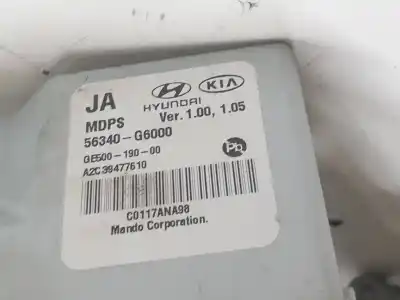 JA
HYUNDAI
KIA
MDPS
Ver. 1.00, 1.05
56340-G6000
GE500-190-00
A2C39477610
Pb
C0117ANA98
Mando Corporation.